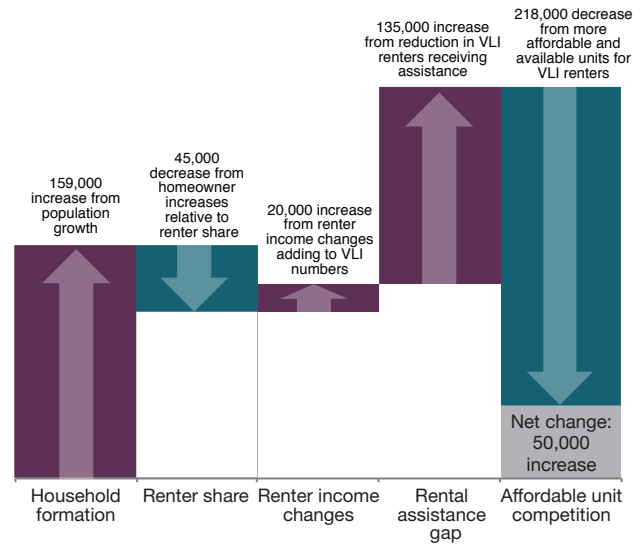 159,000
increase from
population
growth
45,000
decrease from
homeowner
increases
relative to
renter share
20,000 increase
from renter
income changes
adding to VLI
numbers
135,000 increase
from reduction in VLI
renters receiving
assistance
218,000 decrease
from more
affordable and
available units for
VLI renters
Net change:
50,000
increase
Household
formation
Renter share
Renter income
changes
Rental
assistance
gap
Affordable unit
competition